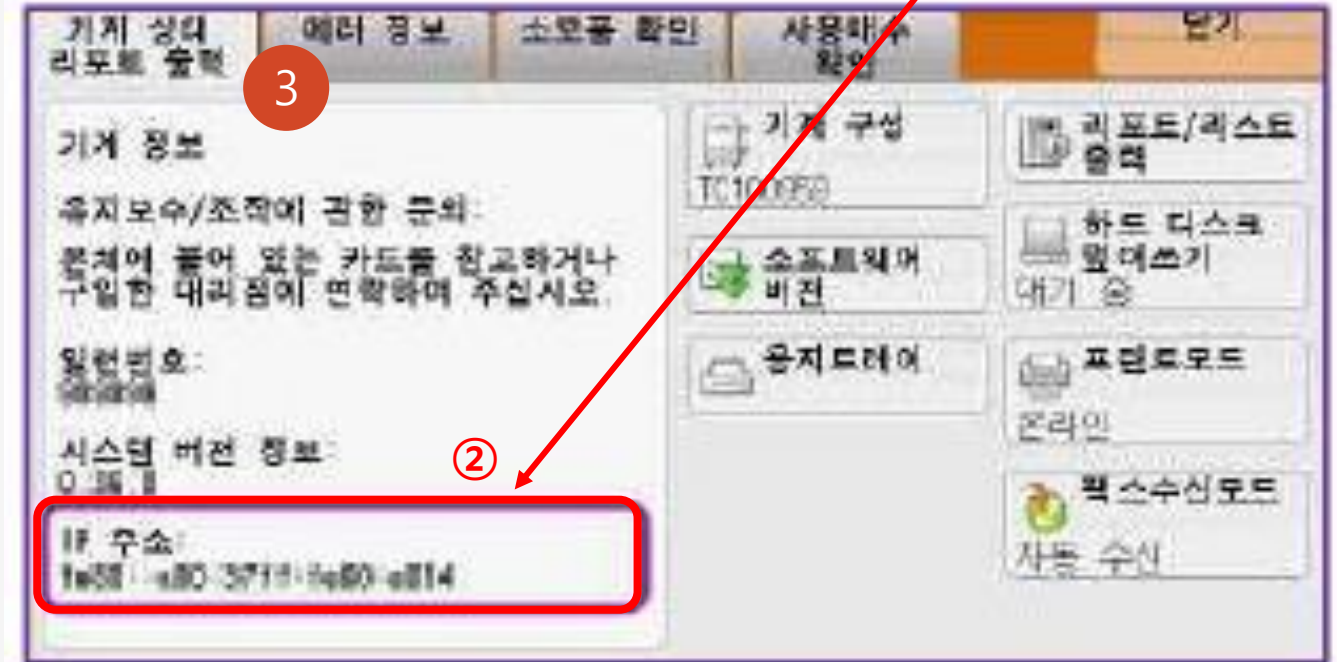 기계 상태
리포트 출력
에러 정보
소모품 확인
사용매수
확인
닫기
3
기계 정보
유지보수/조작에 관한 문의:
본체에 붙어 있는 카드를 참고하거나
구입한 대리점에 연락하여 주십시오.
일련번호:
시스템 버전 정보:
②
IP 주소:
기계 구성
소프트웨어
버전
용지트레이
리포트/리스트
출력
하드 디스크
덮어쓰기
대기 중
프린트모드
온라인
팩스수신모드
자동 수신